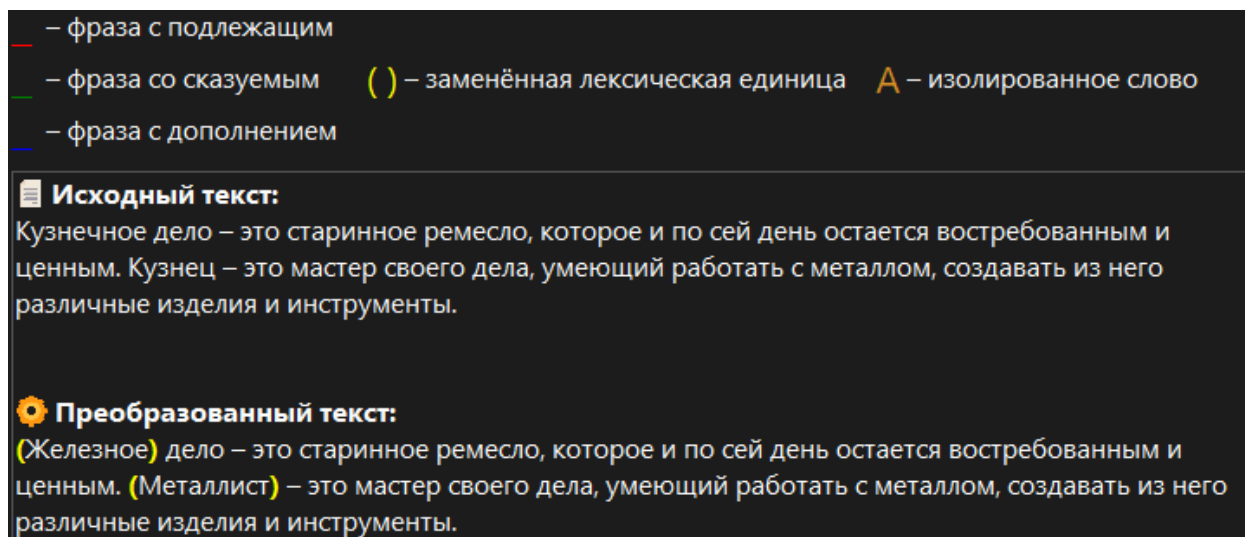 _ – фраза с подлежащим
_ – фраза со сказуемым ( ) – заменённая лексическая единица А – изолированное слово
_ – фраза с дополнением
Исходный текст:
Кузнечное дело – это старинное ремесло, которое и по сей день остается востребованным и
ценным. Кузнец – это мастер своего дела, умеющий работать с металлом, создавать из него
различные изделия и инструменты.
Преобразованный текст:
(Железное) дело – это старинное ремесло, которое и по сей день остается востребованным и
ценным. (Металлист) – это мастер своего дела, умеющий работать с металлом, создавать из него
различные изделия и инструменты.